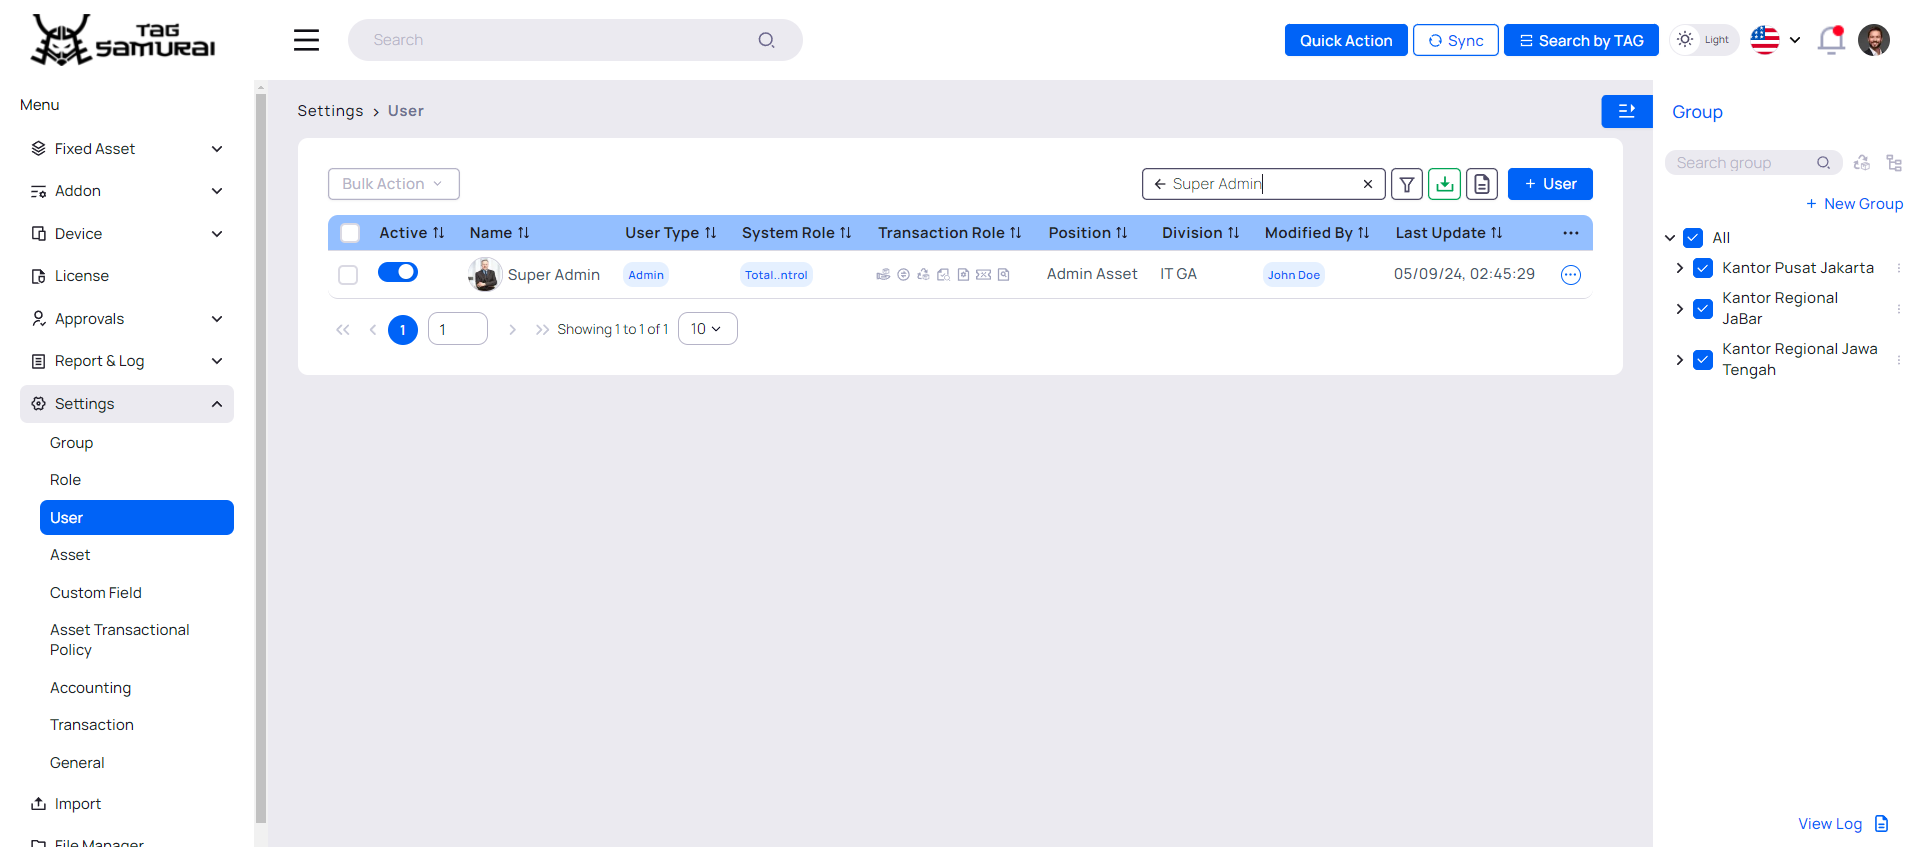 TAG
SAMURAI
Search
Quick Action
Sync
Search by TAG
Light
Menu
Fixed Asset
Addon
Device
License
Approvals
Report & Log
Settings
Group
Role
User
Asset
Custom Field
Asset Transactional
Policy
Accounting
Transaction
General
Import
File Manager
Settings > User
Bulk Action
Super Admin
+ User
Active Name User Type System Role Transaction Role Position Division Modified By Last Update
Super Admin Admin Total..ntrol Admin Asset IT GA John Doe 05/09/24, 02:45:29
1 1 Showing 1 to 1 of 1 10
Group
Search group
+ New Group
All
Kantor Pusat Jakarta
Kantor Regional
JaBar
Kantor Regional Jawa
Tengah
View Log